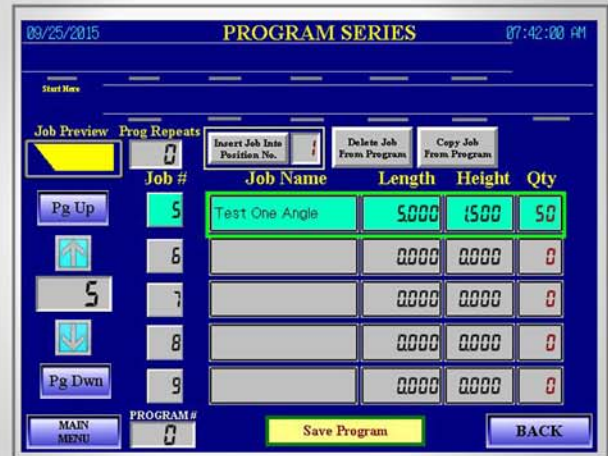 09/25/2015 PROGRAM SERIES 07:42:00 AM
Start Here
Job Preview Prog Repeats
0 Insert Job Into Position No. 1 Delete Job From Program Copy Job From Program
Job # Job Name Length Height Qty
Pg Up 5 Test One Angle 5.000 1.500 50
6 0.000 0.000 0
5 7 0.000 0.000 0
8 0.000 0.000 0
Pg Dwn 9 0.000 0.000 0
MAIN MENU PROGRAM # 0 Save Program BACK